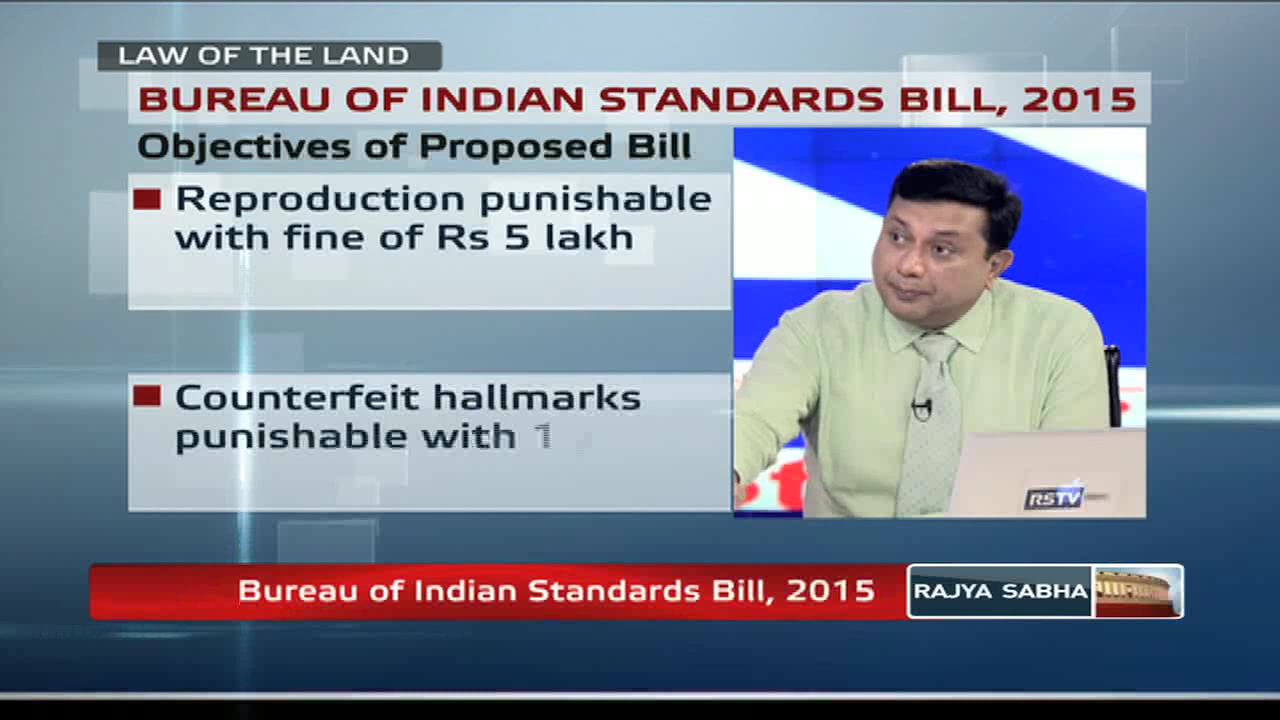 LAW OF THE LAND
BUREAU OF INDIAN STANDARDS BILL, 2015
Objectives of Proposed Bill
Reproduction punishable
with fine of Rs 5 lakh
Counterfeit hallmarks
punishable with 1
RSTV
Bureau of Indian Standards Bill, 2015
RAJYA SABHA